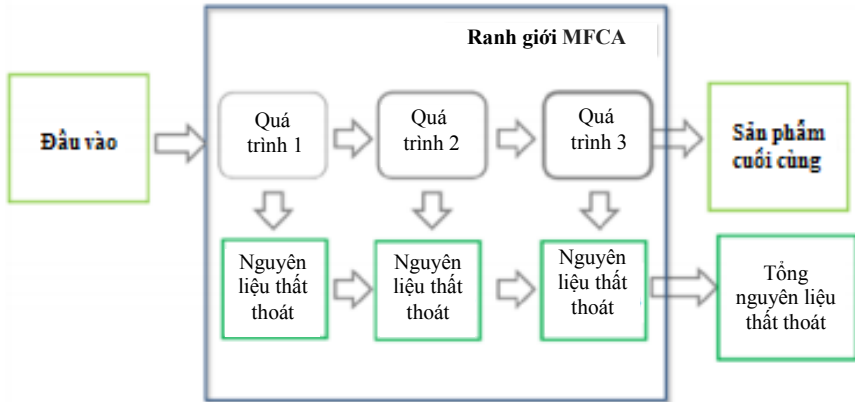 Ranh giới MFCA
Đầu vào
Quá
trình 1
Quá
trình 2
Quá
trình 3
Sản phẩm
cuối cùng
Nguyên
liệu thất
thoát
Nguyên
liệu thất
thoát
Nguyên
liệu thất
thoát
Tổng
nguyên liệu
thất thoát